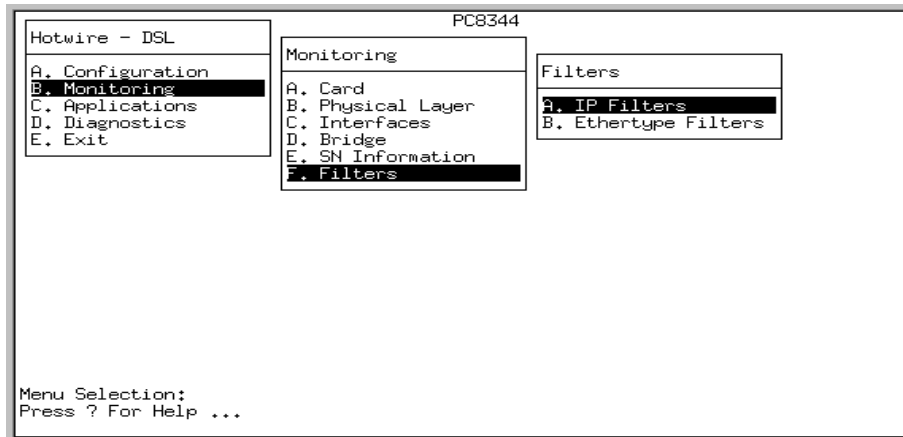 PC8344
Hotwire - DSL
A. Configuration
B. Monitoring
C. Applications
D. Diagnostics
E. Exit
Monitoring
A. Card
B. Physical Layer
C. Interfaces
D. Bridge
E. SN Information
F. Filters
Filters
A. IP Filters
B. Ethertype Filters
Menu Selection:
Press ? For Help ...